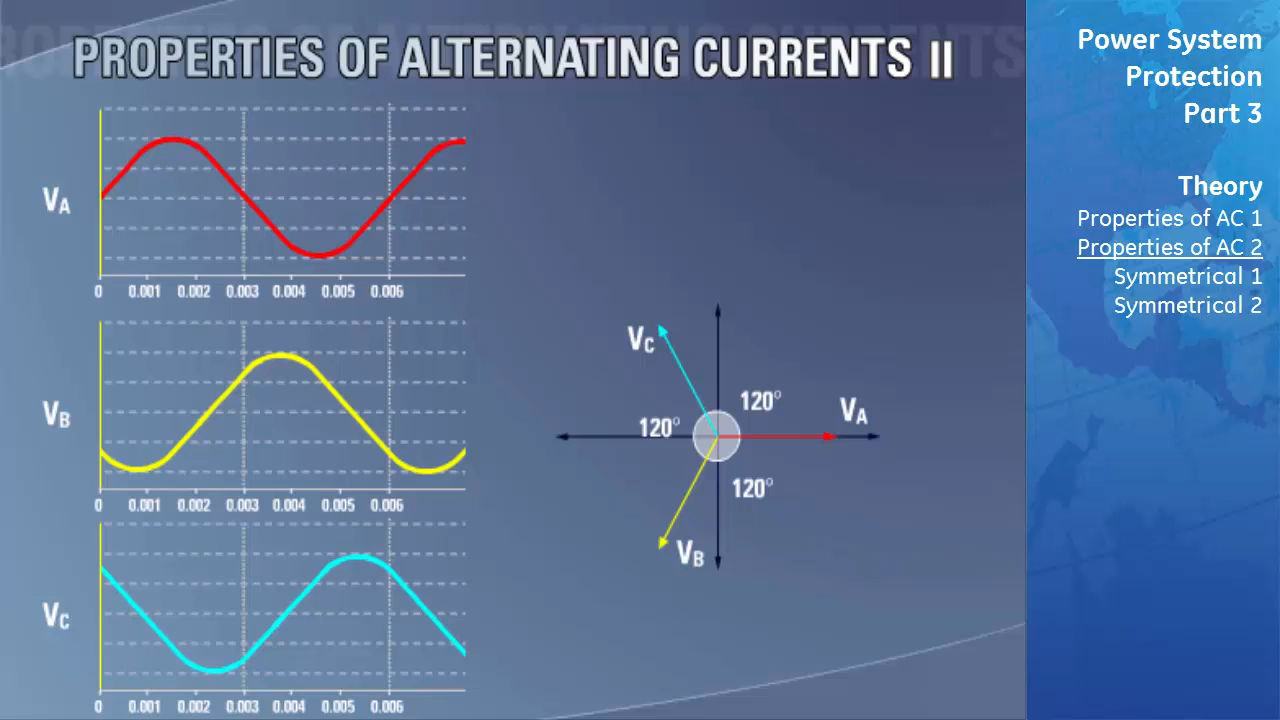 PROPERTIES OF ALTERNATING CURRENTS II
VA
0 0.001 0.002 0.003 0.004 0.005 0.006
VB
0 0.001 0.002 0.003 0.004 0.005 0.006
VC
0 0.001 0.002 0.003 0.004 0.005 0.006
VC
120°
VA
120°
120°
VB
Power System
Protection
Part 3
Theory
Properties of AC 1
Properties of AC 2
Symmetrical 1
Symmetrical 2